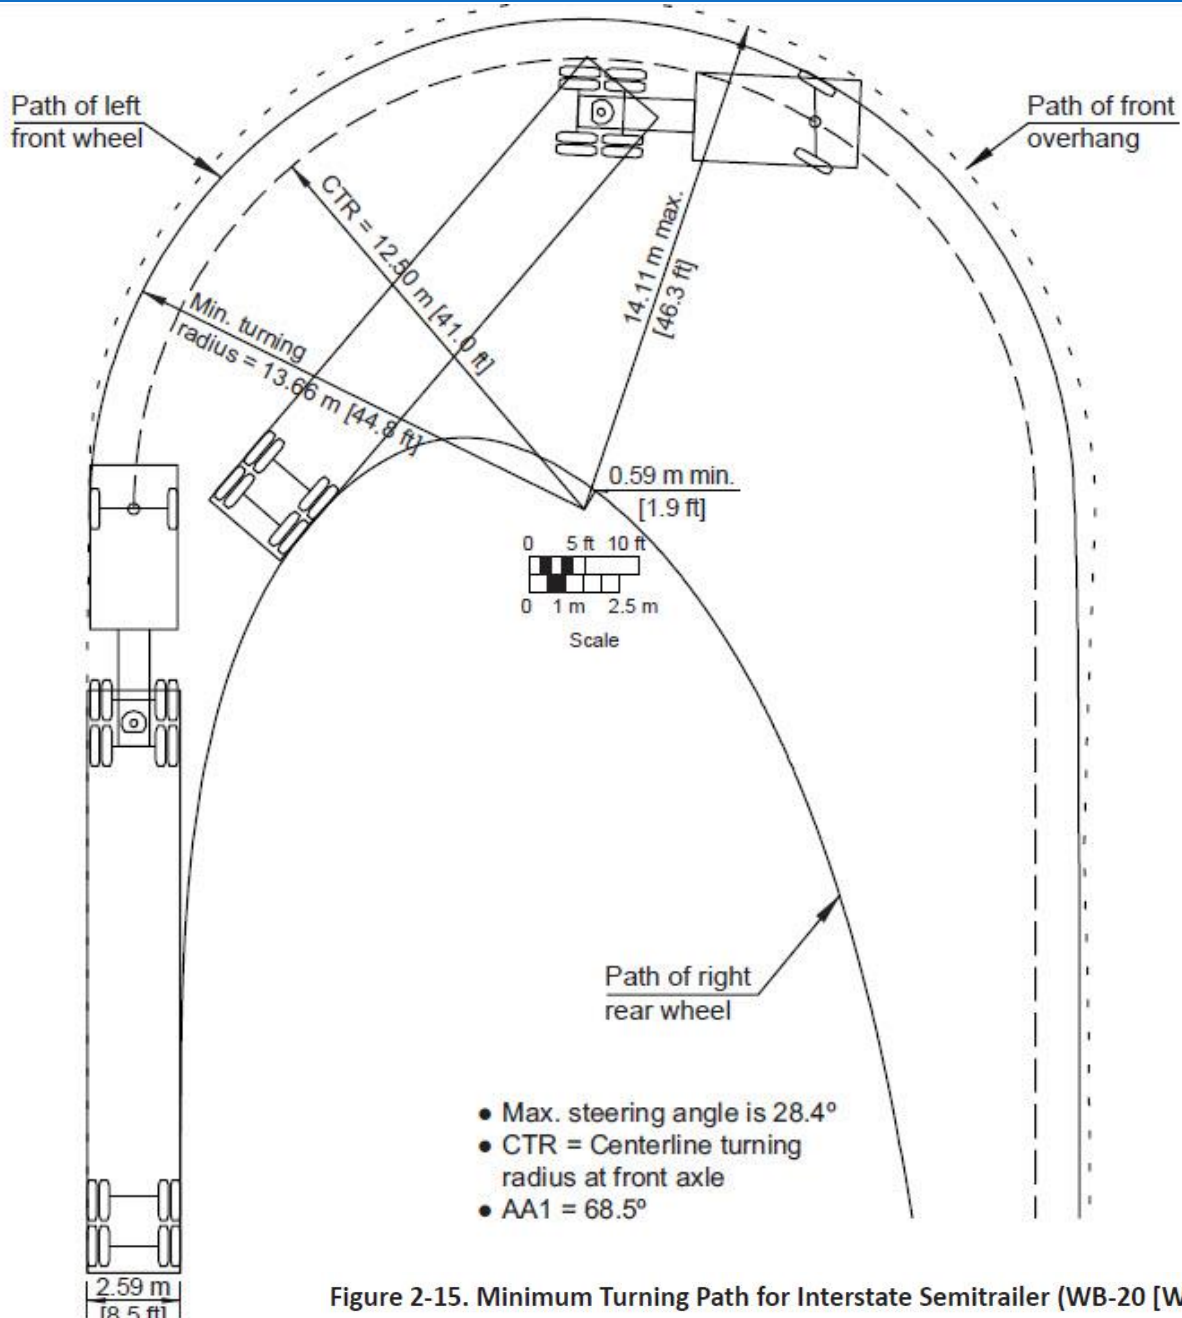 Path of left
front wheel
Path of front
overhang
CTR = 12.50 m [41.0 ft]
14.11 m max.
[46.3 ft]
Min. turning
radius = 13.66 m [44.8 ft]
0.59 m min.
[1.9 ft]
0 5 ft 10 ft
0 1 m 2.5 m
Scale
Path of right
rear wheel
● Max. steering angle is 28.4º
● CTR = Centerline turning
radius at front axle
● AA1 = 68.5º
2.59 m
[8.5 ft]
Figure 2-15. Minimum Turning Path for Interstate Semitrailer (WB-20 [W